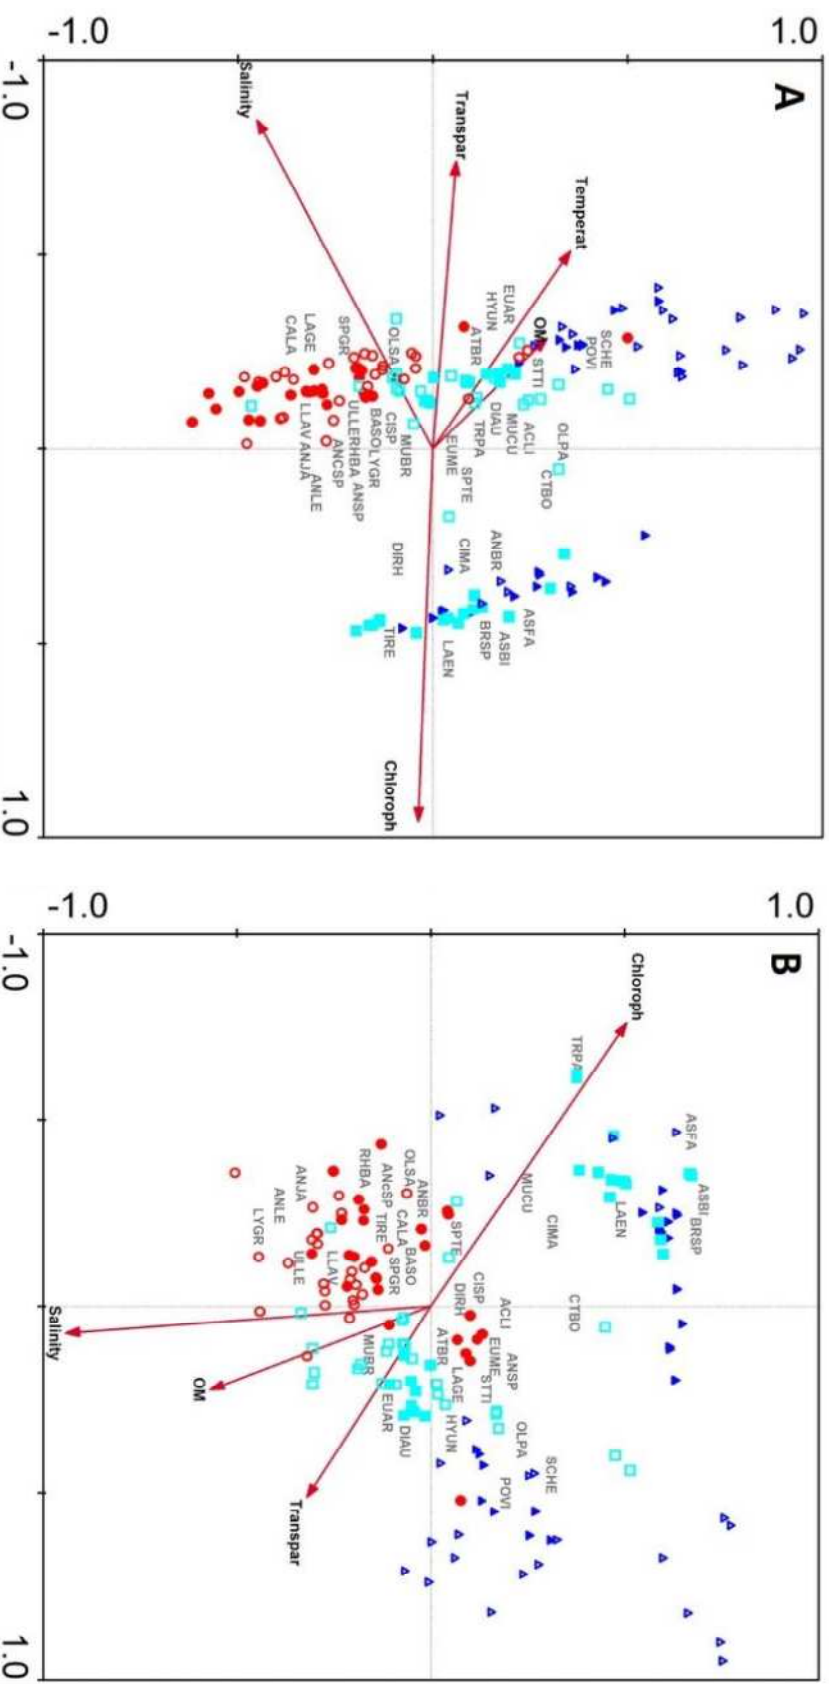 A
1.0
-1.0
-1.0
1.0
Salinity
Transpar
Temperat
OM
Chloroph
EUAR
HYUN
ATBR
SCHE
POVI
STTI
LAGE
CALA
SPGR
OLSA
OLPA
ACLI
MUCU
DIAU
TRPA
EUME
SPTE
CTBO
MUBR
CISP
BASO
LYGR
ULLE
RHBA
ANSP
LLAV
ANJA
ANCSP
ANLE
DIRH
CIMA
ANBR
ASFA
ASBI
BRSP
LAEN
TIRE
B
1.0
-1.0
-1.0
1.0
Chloroph
TRPA
ASFA
ASBI
BRSP
LAEN
MUCU
CIMA
CTBO
OLSA
ANBR
ANcSP
RHBA
TIRE
CALA
BASO
SPGR
SPTE
ANJA
ANLE
LYGR
ULLE
LLAV
CISP
DIRH
ACLI
EUME
ANSP
STTI
ATBR
LAGE
HYUN
MUBR
EUAR
DIAU
OLPA
SCHE
POVI
Salinity
OM
Transpar